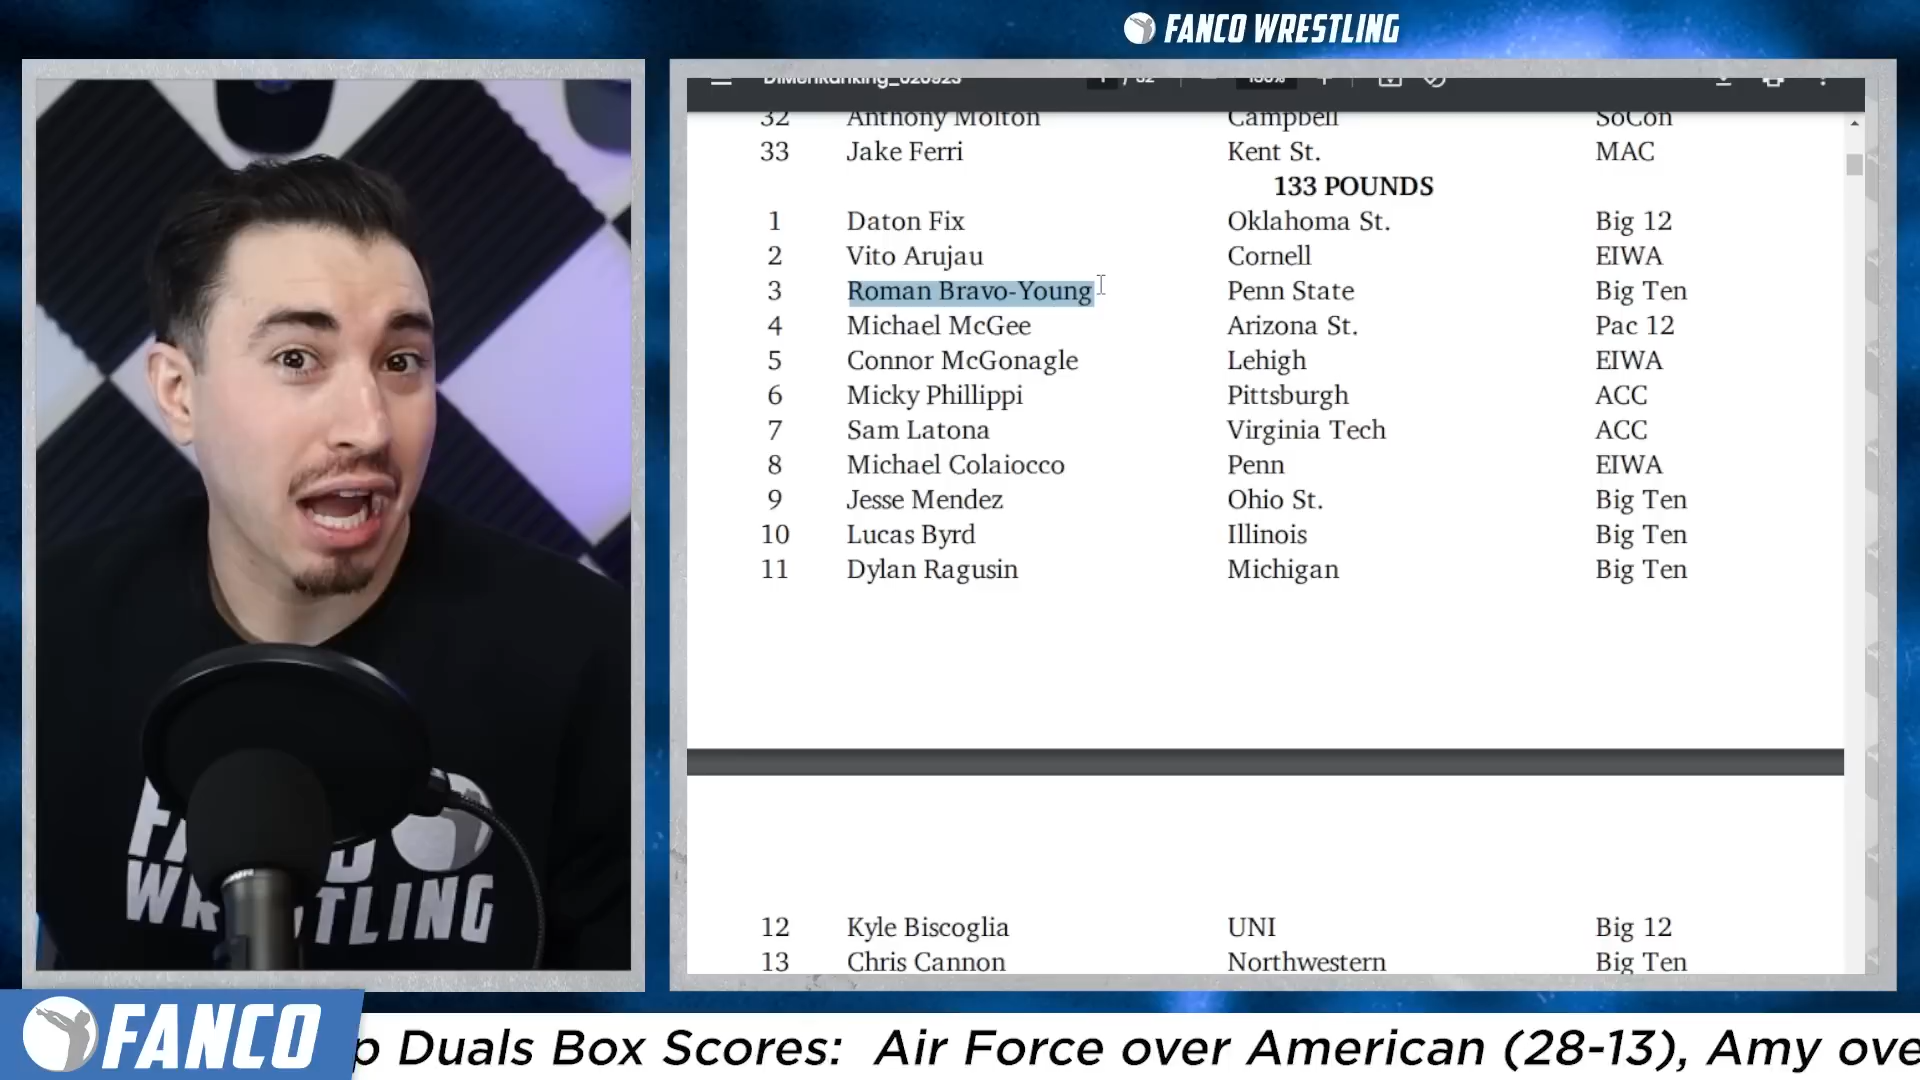 FANCO WRESTLING
32 Anthony Molton Campbell SoCon
33 Jake Ferri Kent St. MAC
133 POUNDS
1 Daton Fix Oklahoma St. Big 12
2 Vito Arujau Cornell EIWA
3 Roman Bravo-Young Penn State Big Ten
4 Michael McGee Arizona St. Pac 12
5 Connor McGonagle Lehigh EIWA
6 Micky Phillippi Pittsburgh ACC
7 Sam Latona Virginia Tech ACC
8 Michael Colaiocco Penn EIWA
9 Jesse Mendez Ohio St. Big Ten
10 Lucas Byrd Illinois Big Ten
11 Dylan Ragusin Michigan Big Ten
12 Kyle Biscoglia UNI Big 12
13 Chris Cannon Northwestern Big Ten
FANCO
p Duals Box Scores: Air Force over American (28-13), Amy ove